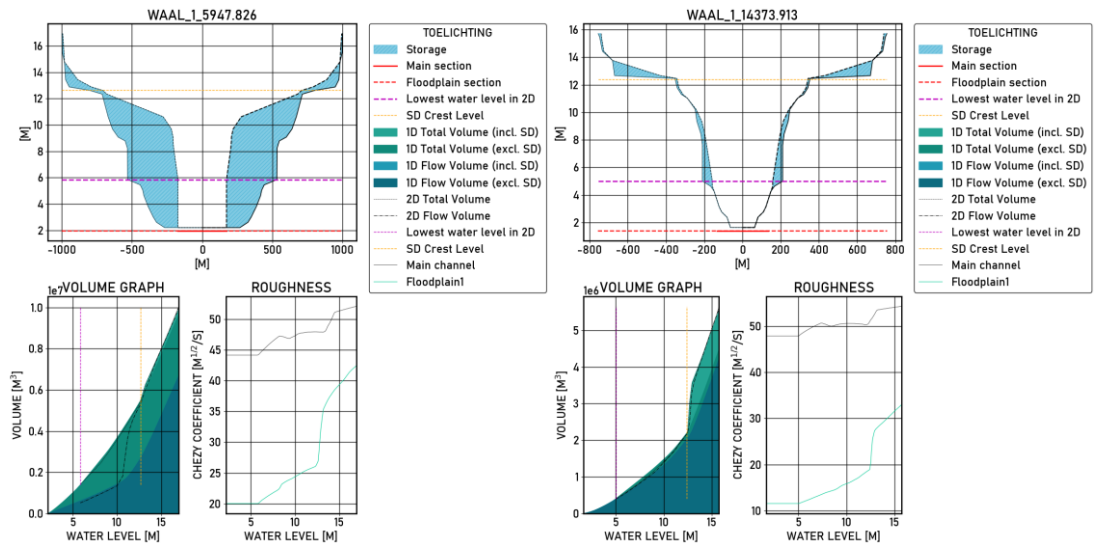 WAAL_1_5947.826
16
14
12
10
8
6
4
2
[M]
-1000
-500
0
500
1000
[M]
TOELICHTING
Storage
Main section
Floodplain section
Lowest water level in 2D
SD Crest Level
1D Total Volume (incl. SD)
1D Total Volume (excl. SD)
1D Flow Volume (incl. SD)
1D Flow Volume (excl. SD)
2D Total Volume
2D Flow Volume
Lowest water level in 2D
SD Crest Level
Main channel
Floodplain1
1e7
VOLUME GRAPH
1.0
0.8
0.6
0.4
0.2
0.0
VOLUME [M³]
5
10
15
WATER LEVEL [M]
ROUGHNESS
50
45
40
35
30
25
20
CHEZY COEFFICIENT [M^1/2/S]
5
10
15
WATER LEVEL [M]
WAAL_1_14373.913
16
14
12
10
8
6
4
2
[M]
-800
-600
-400
-200
0
200
400
600
800
[M]
TOELICHTING
Storage
Main section
Floodplain section
Lowest water level in 2D
SD Crest Level
1D Total Volume (incl. SD)
1D Total Volume (excl. SD)
1D Flow Volume (incl. SD)
1D Flow Volume (excl. SD)
2D Total Volume
2D Flow Volume
Lowest water level in 2D
SD Crest Level
Main channel
Floodplain1
1e6
VOLUME GRAPH
5
4
3
2
1
0
VOLUME [M³]
5
10
15
WATER LEVEL [M]
ROUGHNESS
50
40
30
20
10
CHEZY COEFFICIENT [M^1/2/S]
5
10
15
WATER LEVEL [M]